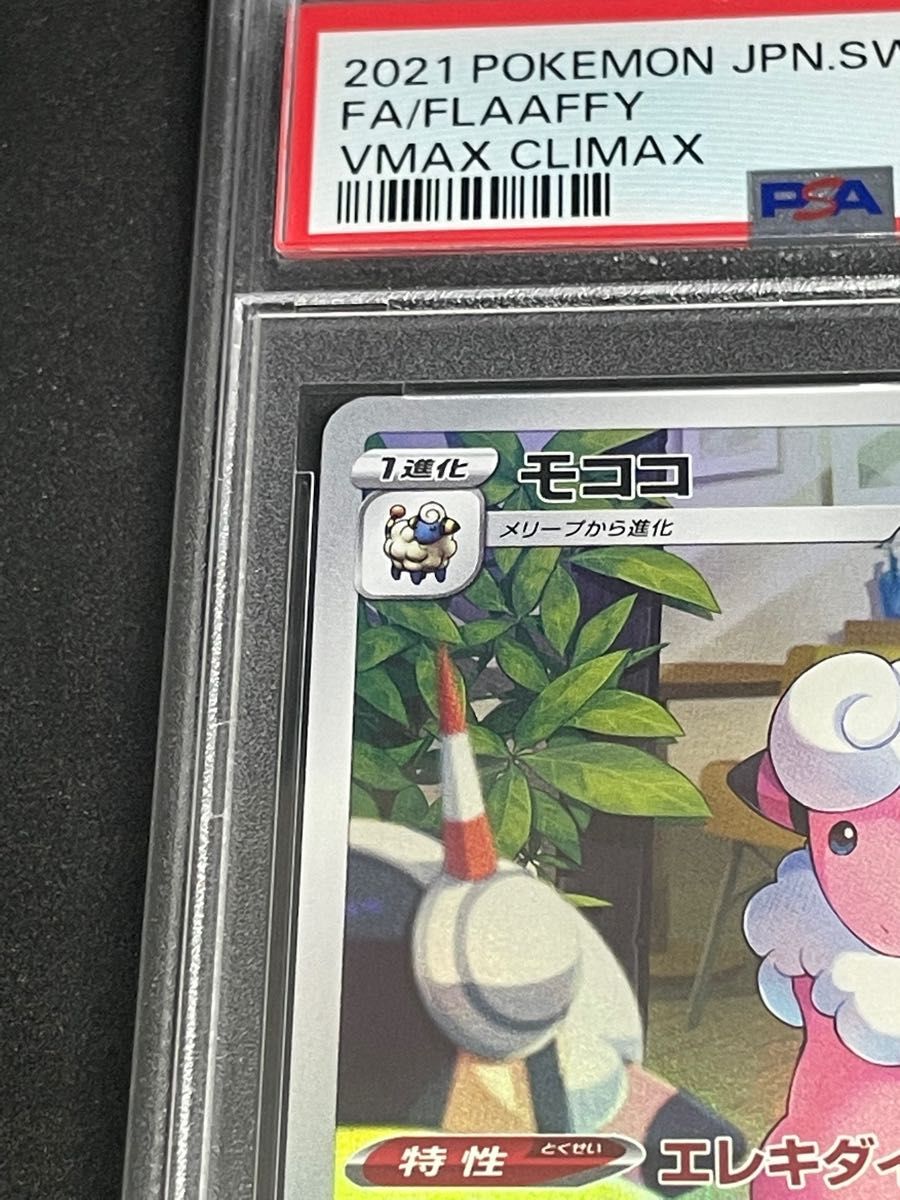 2021 POKEMON JPN.SW
FA/FLAAFFY
VMAX CLIMAX
PSA
1進化
モココ
メリープから進化
特性
とくせい
エレキダイ